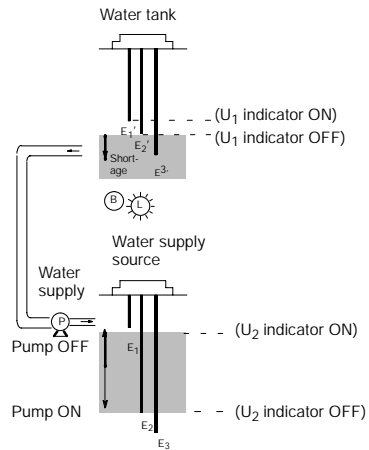 Water tank
(U1 indicator ON)
(U1 indicator OFF)
E1'
E2'
Short-
age
E3'
B
L
Water supply
source
Water
supply
P
(U2 indicator ON)
Pump OFF
E1
Pump ON
(U2 indicator OFF)
E2
E3